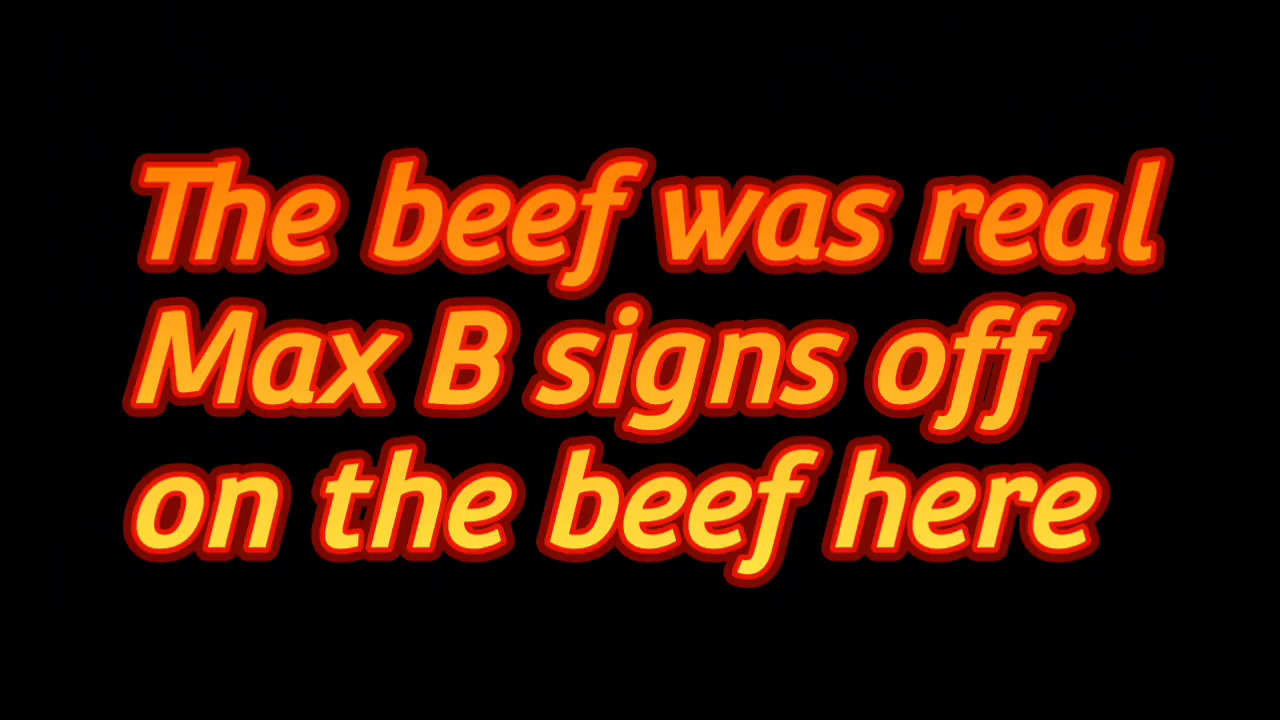 The beef was real
Max B signs off
on the beef here